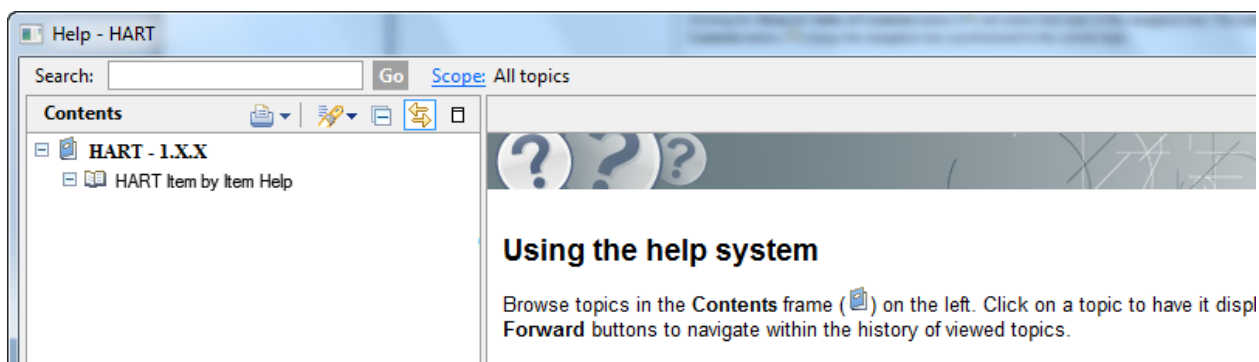 Help - HART
Search: Go Scope: All topics
Contents
HART - 1.X.X
HART Item by Item Help
Using the help system
Browse topics in the Contents frame ( ) on the left. Click on a topic to have it displ
Forward buttons to navigate within the history of viewed topics.